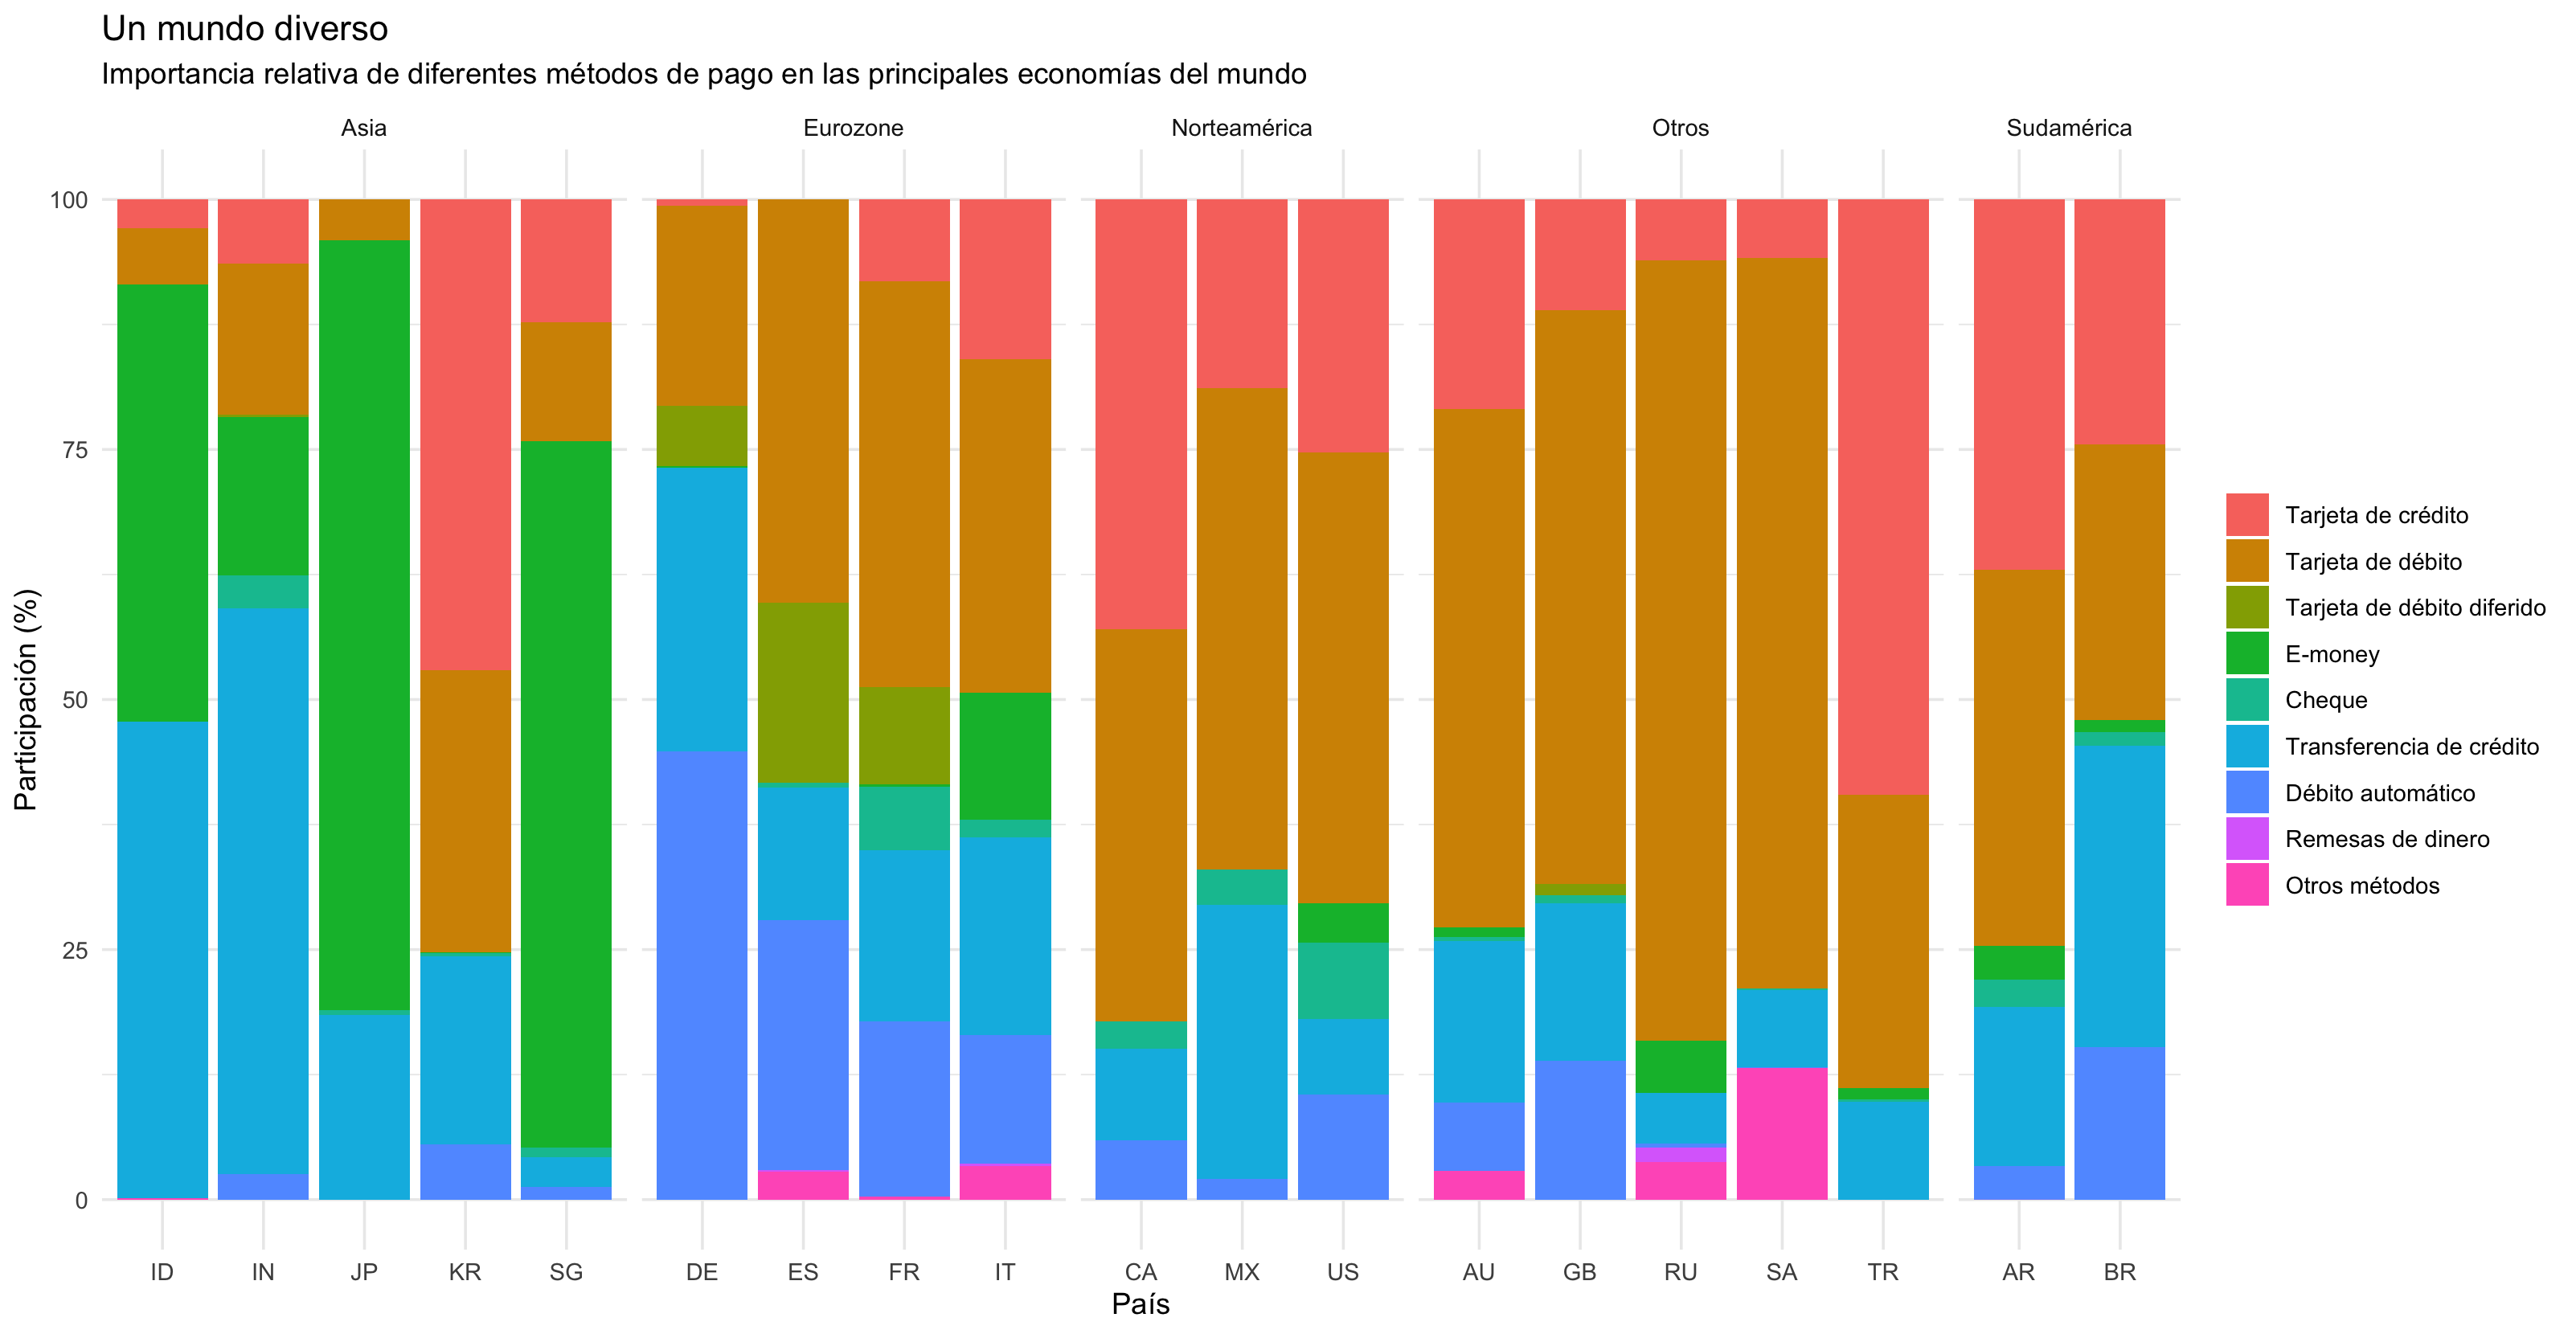 Un mundo diverso
Importancia relativa de diferentes métodos de pago en las principales economías del mundo
Asia
Eurozone
Norteamérica
Otros
Sudamérica
100
75
50
25
0
Participación (%)
ID
IN
JP
KR
SG
DE
ES
FR
IT
CA
MX
US
AU
GB
RU
SA
TR
AR
BR
País
Tarjeta de crédito
Tarjeta de débito
Tarjeta de débito diferido
E-money
Cheque
Transferencia de crédito
Débito automático
Remesas de dinero
Otros métodos